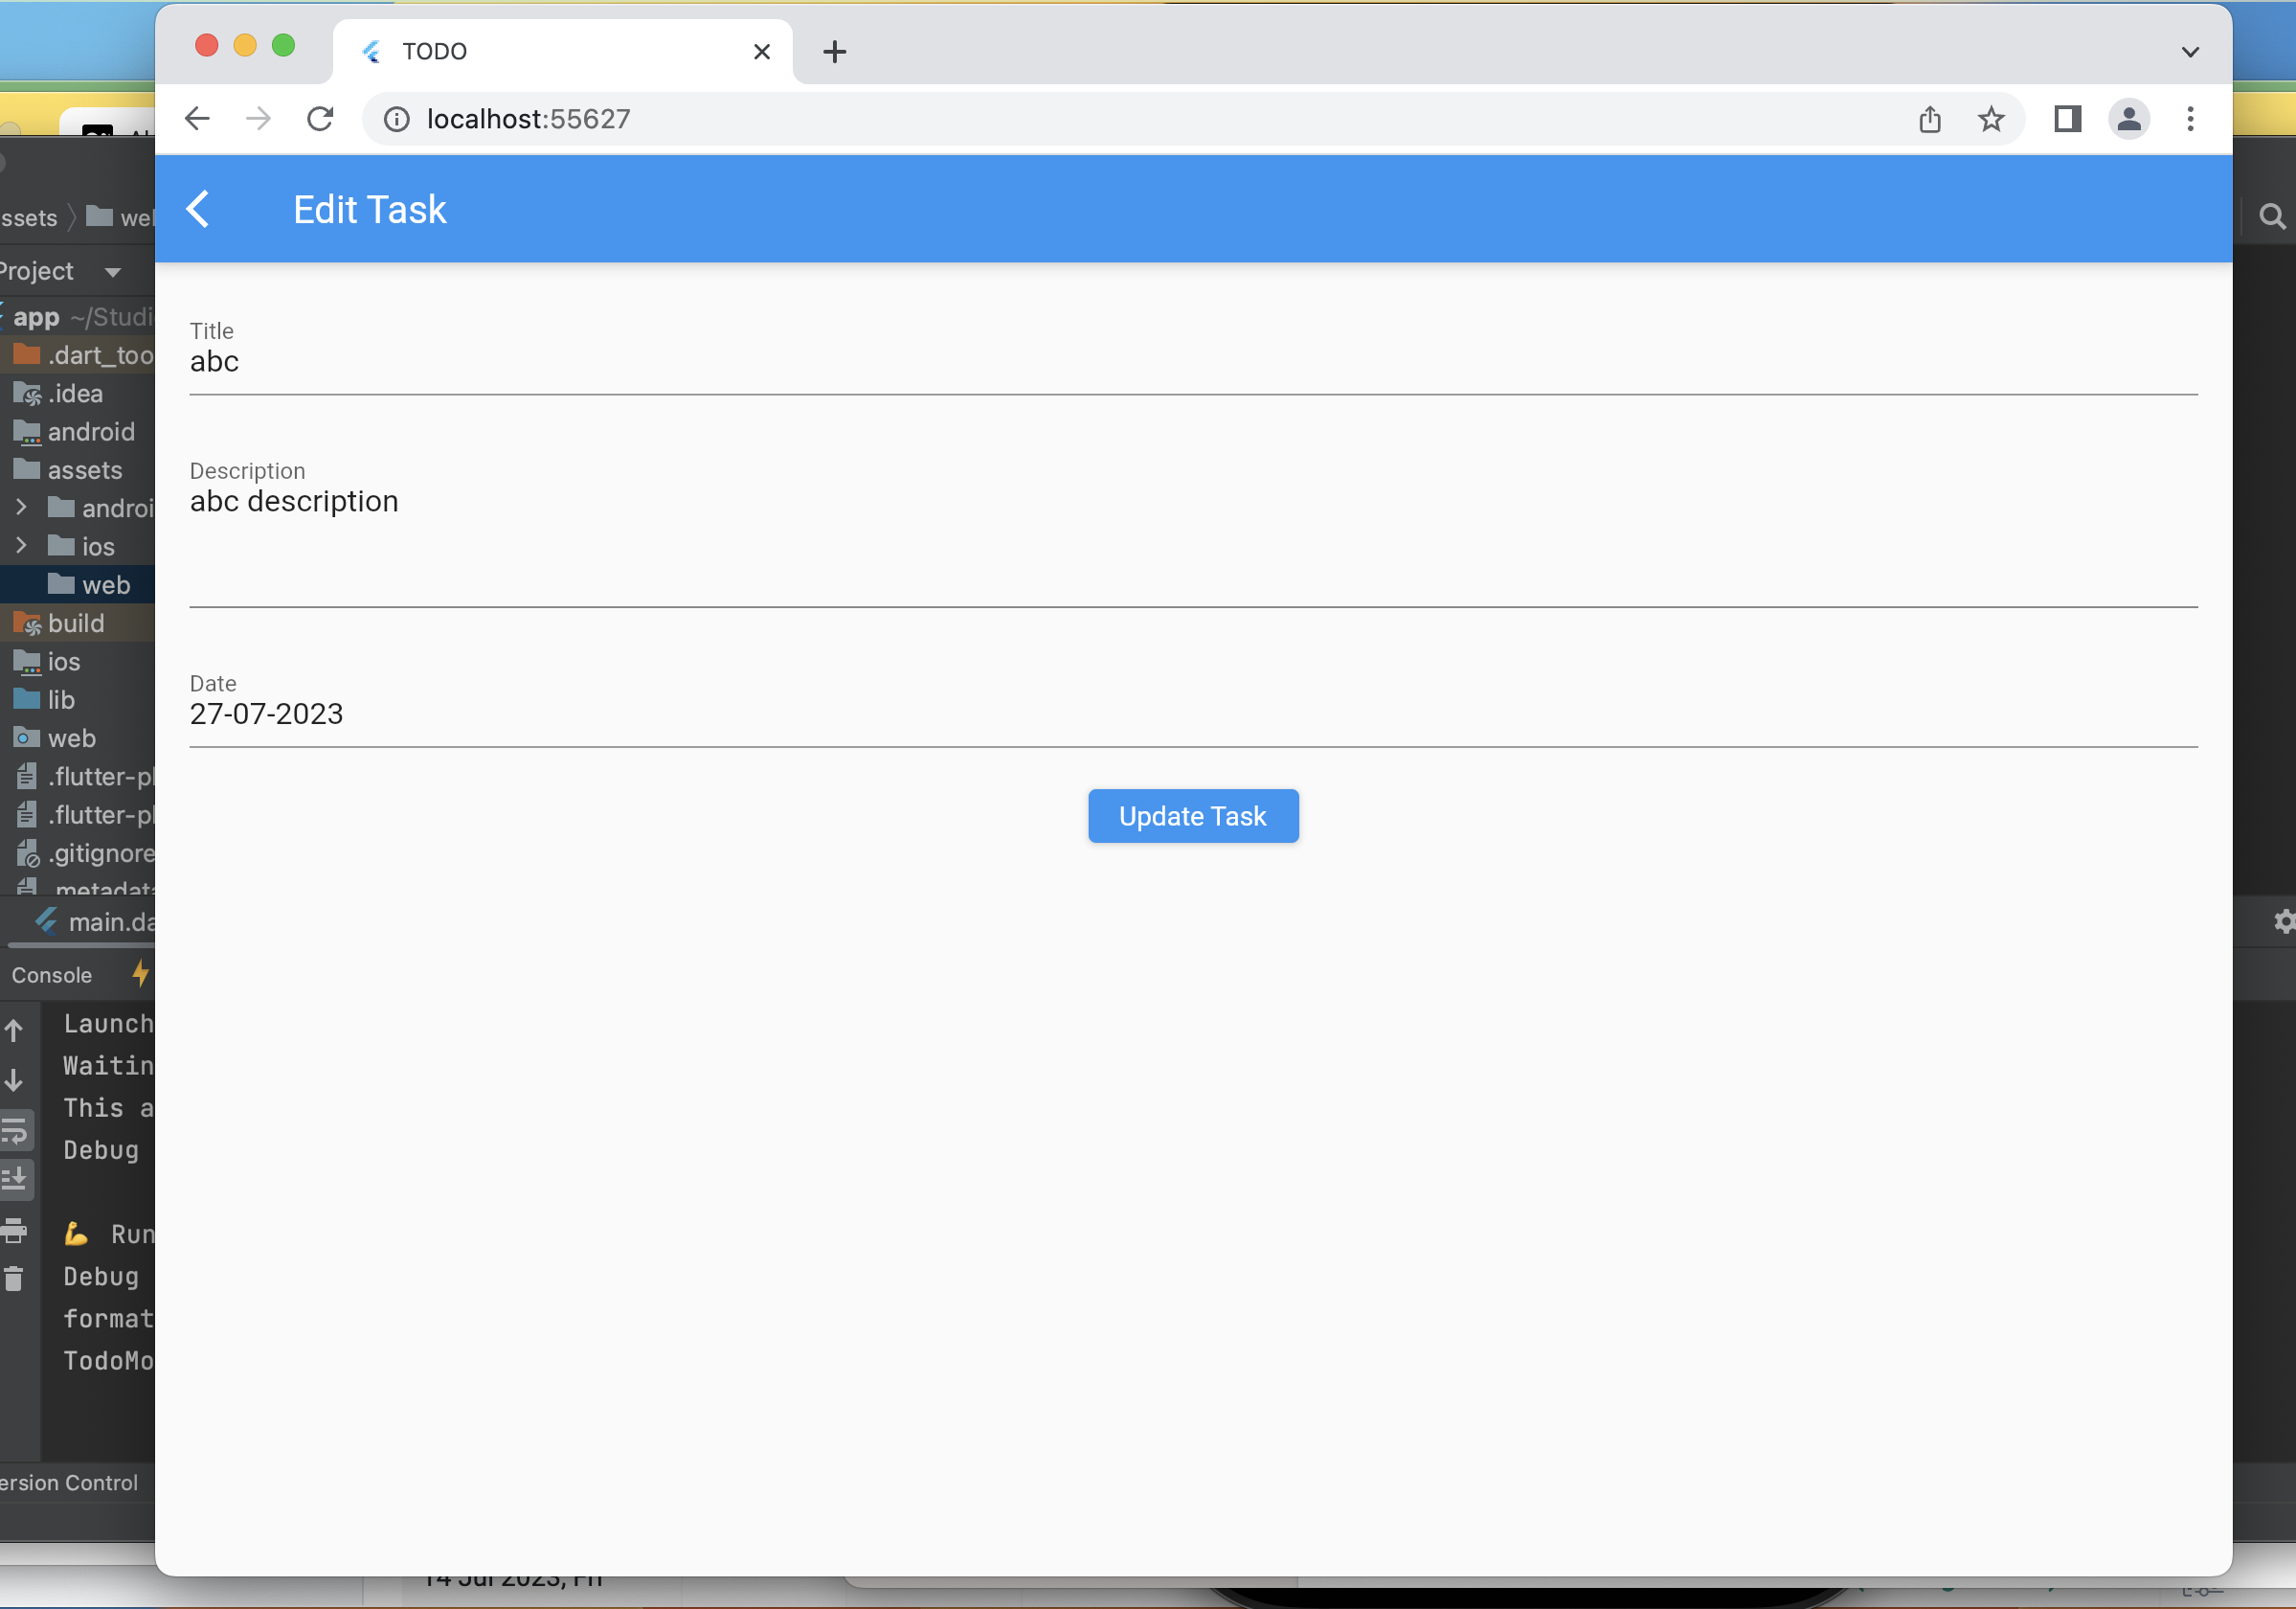 TODO
localhost:55627
Edit Task
Title
abc
Description
abc description
Date
27-07-2023
Update Task
ssets
Project
app ~/Studi
.dart_too
.idea
android
assets
androi
ios
web
build
ios
lib
web
.flutter-pl
.flutter-pl
.gitignore
.metadata
main.da
Console
Launch
Waitin
This a
Debug
💪 Run
Debug
format
TodoMo
ersion Control
14 Jul 2023, Fri